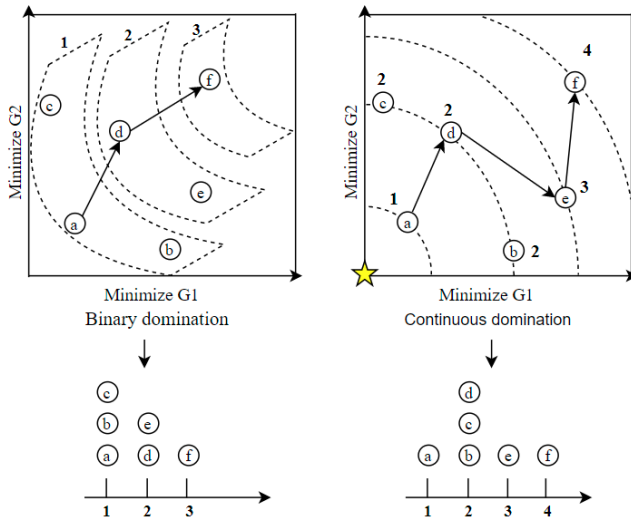 1
2
3
Minimize G2
c
f
d
e
a
b
Minimize G1
Binary domination
4
Minimize G2
2
c
f
2
d
1
3
e
a
b
2
Minimize G1
Continuous domination
c
b e
a d f
1 2 3
d
c
a b e f
1 2 3 4